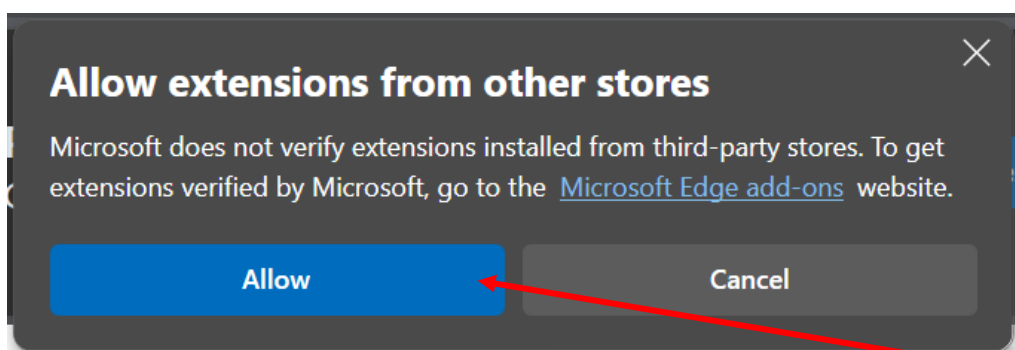 Allow extensions from other stores
Microsoft does not verify extensions installed from third-party stores. To get
extensions verified by Microsoft, go to the Microsoft Edge add-ons website.
Allow Cancel